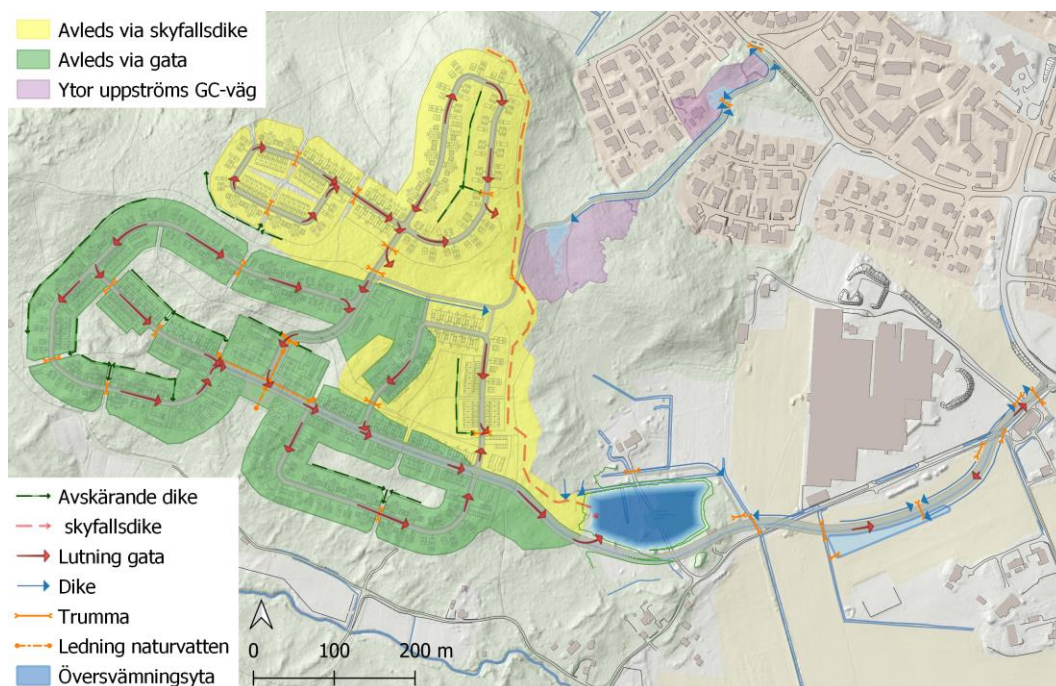 Avleds via skyfallsdike
Avleds via gata
Ytor uppströms GC-väg
Avskärande dike
skyfallsdike
Lutning gata
Dike
Trumma
Ledning naturvatten
Översvämningsyta
0 100 200 m